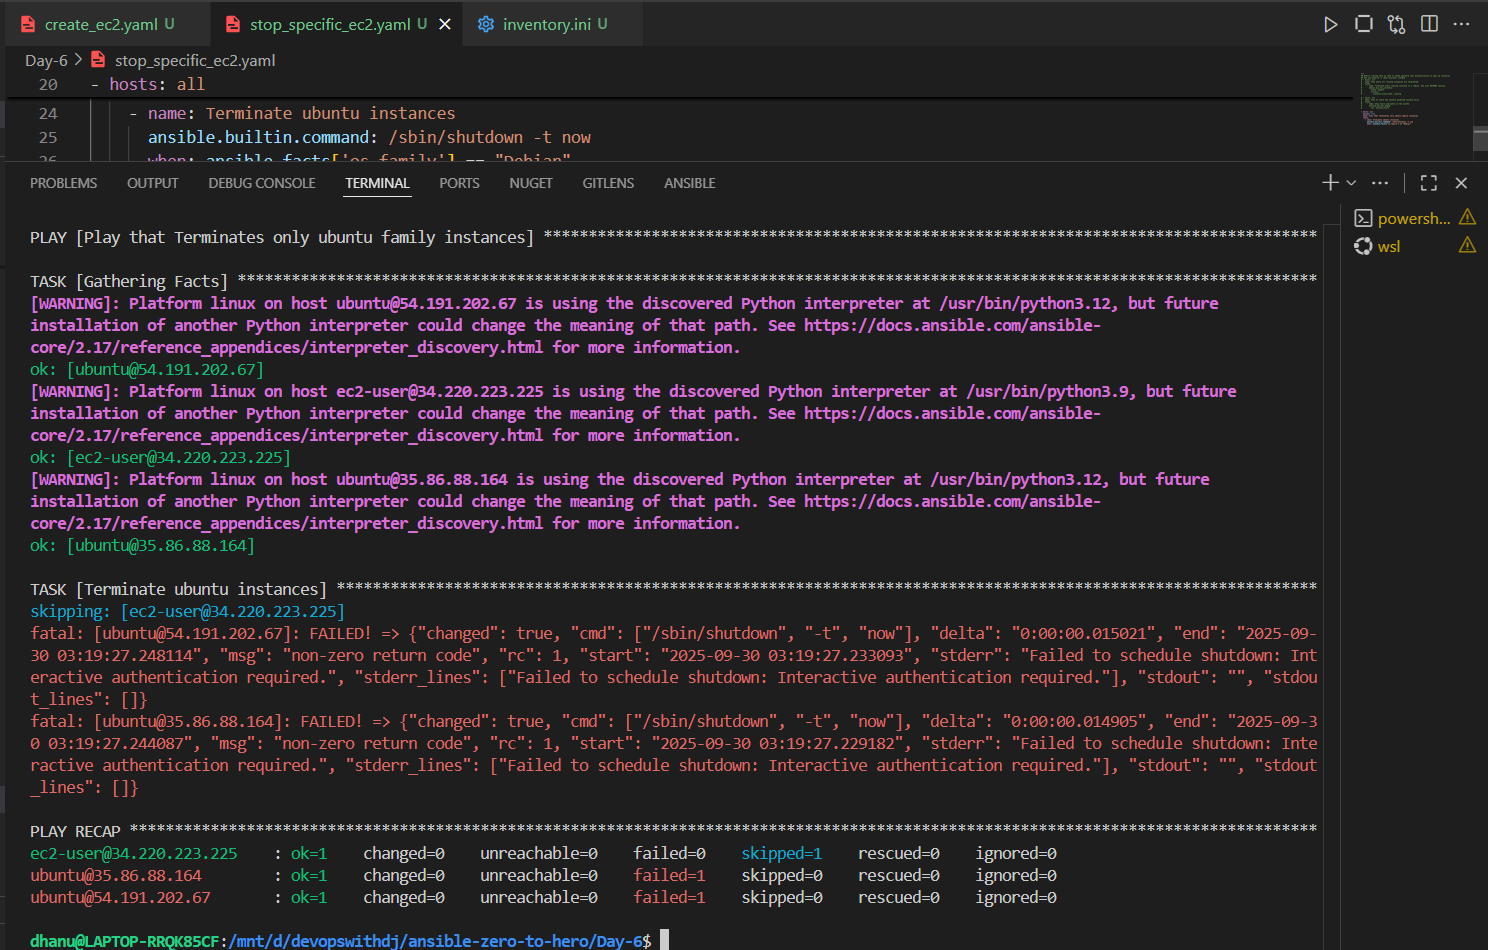 create_ec2.yaml U
stop_specific_ec2.yaml U
inventory.ini U
Day-6 > stop_specific_ec2.yaml
20 - hosts: all
24 - name: Terminate ubuntu instances
25 ansible.builtin.command: /sbin/shutdown -t now
26 when: ansible_facts['os_family'] == "Debian"
PROBLEMS OUTPUT DEBUG CONSOLE TERMINAL PORTS NUGET GITLENS ANSIBLE
powersh...
wsl
PLAY [Play that Terminates only ubuntu family instances] **************************************************************************************
TASK [Gathering Facts] ************************************************************************************************************************
[WARNING]: Platform linux on host ubuntu@54.191.202.67 is using the discovered Python interpreter at /usr/bin/python3.12, but future
installation of another Python interpreter could change the meaning of that path. See https://docs.ansible.com/ansible-
core/2.17/reference_appendices/interpreter_discovery.html for more information.
ok: [ubuntu@54.191.202.67]
[WARNING]: Platform linux on host ec2-user@34.220.223.225 is using the discovered Python interpreter at /usr/bin/python3.9, but future
installation of another Python interpreter could change the meaning of that path. See https://docs.ansible.com/ansible-
core/2.17/reference_appendices/interpreter_discovery.html for more information.
ok: [ec2-user@34.220.223.225]
[WARNING]: Platform linux on host ubuntu@35.86.88.164 is using the discovered Python interpreter at /usr/bin/python3.12, but future
installation of another Python interpreter could change the meaning of that path. See https://docs.ansible.com/ansible-
core/2.17/reference_appendices/interpreter_discovery.html for more information.
ok: [ubuntu@35.86.88.164]
TASK [Terminate ubuntu instances] *************************************************************************************************************
skipping: [ec2-user@34.220.223.225]
fatal: [ubuntu@54.191.202.67]: FAILED! => {"changed": true, "cmd": ["/sbin/shutdown", "-t", "now"], "delta": "0:00:00.015021", "end": "2025-09-
30 03:19:27.248114", "msg": "non-zero return code", "rc": 1, "start": "2025-09-30 03:19:27.233093", "stderr": "Failed to schedule shutdown: Int
eractive authentication required.", "stderr_lines": ["Failed to schedule shutdown: Interactive authentication required."], "stdout": "", "stdou
t_lines": []}
fatal: [ubuntu@35.86.88.164]: FAILED! => {"changed": true, "cmd": ["/sbin/shutdown", "-t", "now"], "delta": "0:00:00.014905", "end": "2025-09-3
0 03:19:27.244087", "msg": "non-zero return code", "rc": 1, "start": "2025-09-30 03:19:27.229182", "stderr": "Failed to schedule shutdown: Inte
ractive authentication required.", "stderr_lines": ["Failed to schedule shutdown: Interactive authentication required."], "stdout": "", "stdout
_lines": []}
PLAY RECAP ************************************************************************************************************************************
ec2-user@34.220.223.225 : ok=1 changed=0 unreachable=0 failed=0 skipped=1 rescued=0 ignored=0
ubuntu@35.86.88.164 : ok=1 changed=0 unreachable=0 failed=1 skipped=0 rescued=0 ignored=0
ubuntu@54.191.202.67 : ok=1 changed=0 unreachable=0 failed=1 skipped=0 rescued=0 ignored=0
dhanu@LAPTOP-RRQK85CF:/mnt/d/devopswithdj/ansible-zero-to-hero/Day-6$